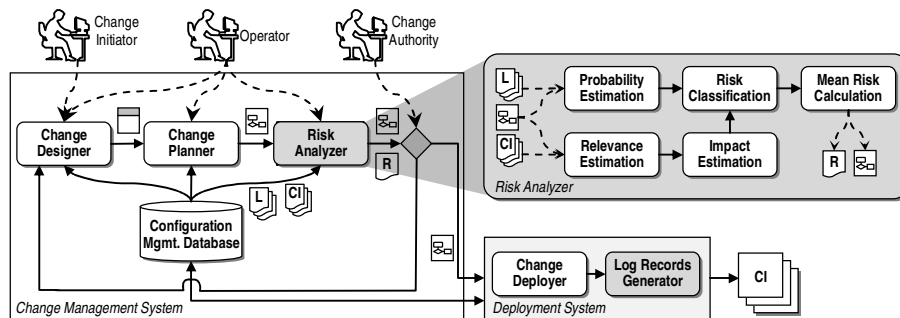 Change
Initiator
Operator
Change
Authority
L
CI
Probability
Estimation
Risk
Classification
Mean Risk
Calculation
Relevance
Estimation
Impact
Estimation
R
Risk Analyzer
Change
Designer
Change
Planner
Risk
Analyzer
R
L
CI
Configuration
Mgmt. Database
Change Management System
Change
Deployer
Log Records
Generator
Deployment System
CI